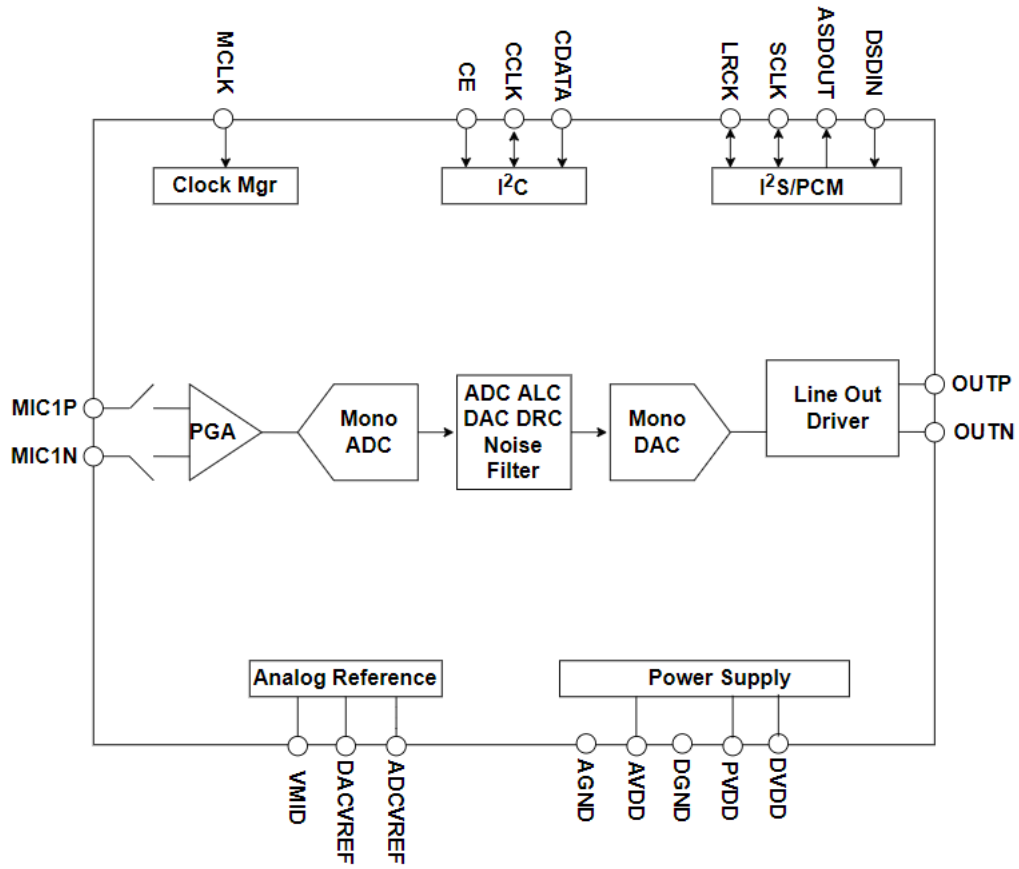 MCLK
CE
CCLK
CDATA
LRCK
SCLK
ASDOUT
DSDIN
Clock Mgr
I²C
I²S/PCM
MIC1P
MIC1N
PGA
Mono
ADC
ADC ALC
DAC DRC
Noise
Filter
Mono
DAC
Line Out
Driver
OUTP
OUTN
Analog Reference
Power Supply
VMID
DACVREF
ADCVREF
AGND
AVDD
DGND
PVDD
DVDD